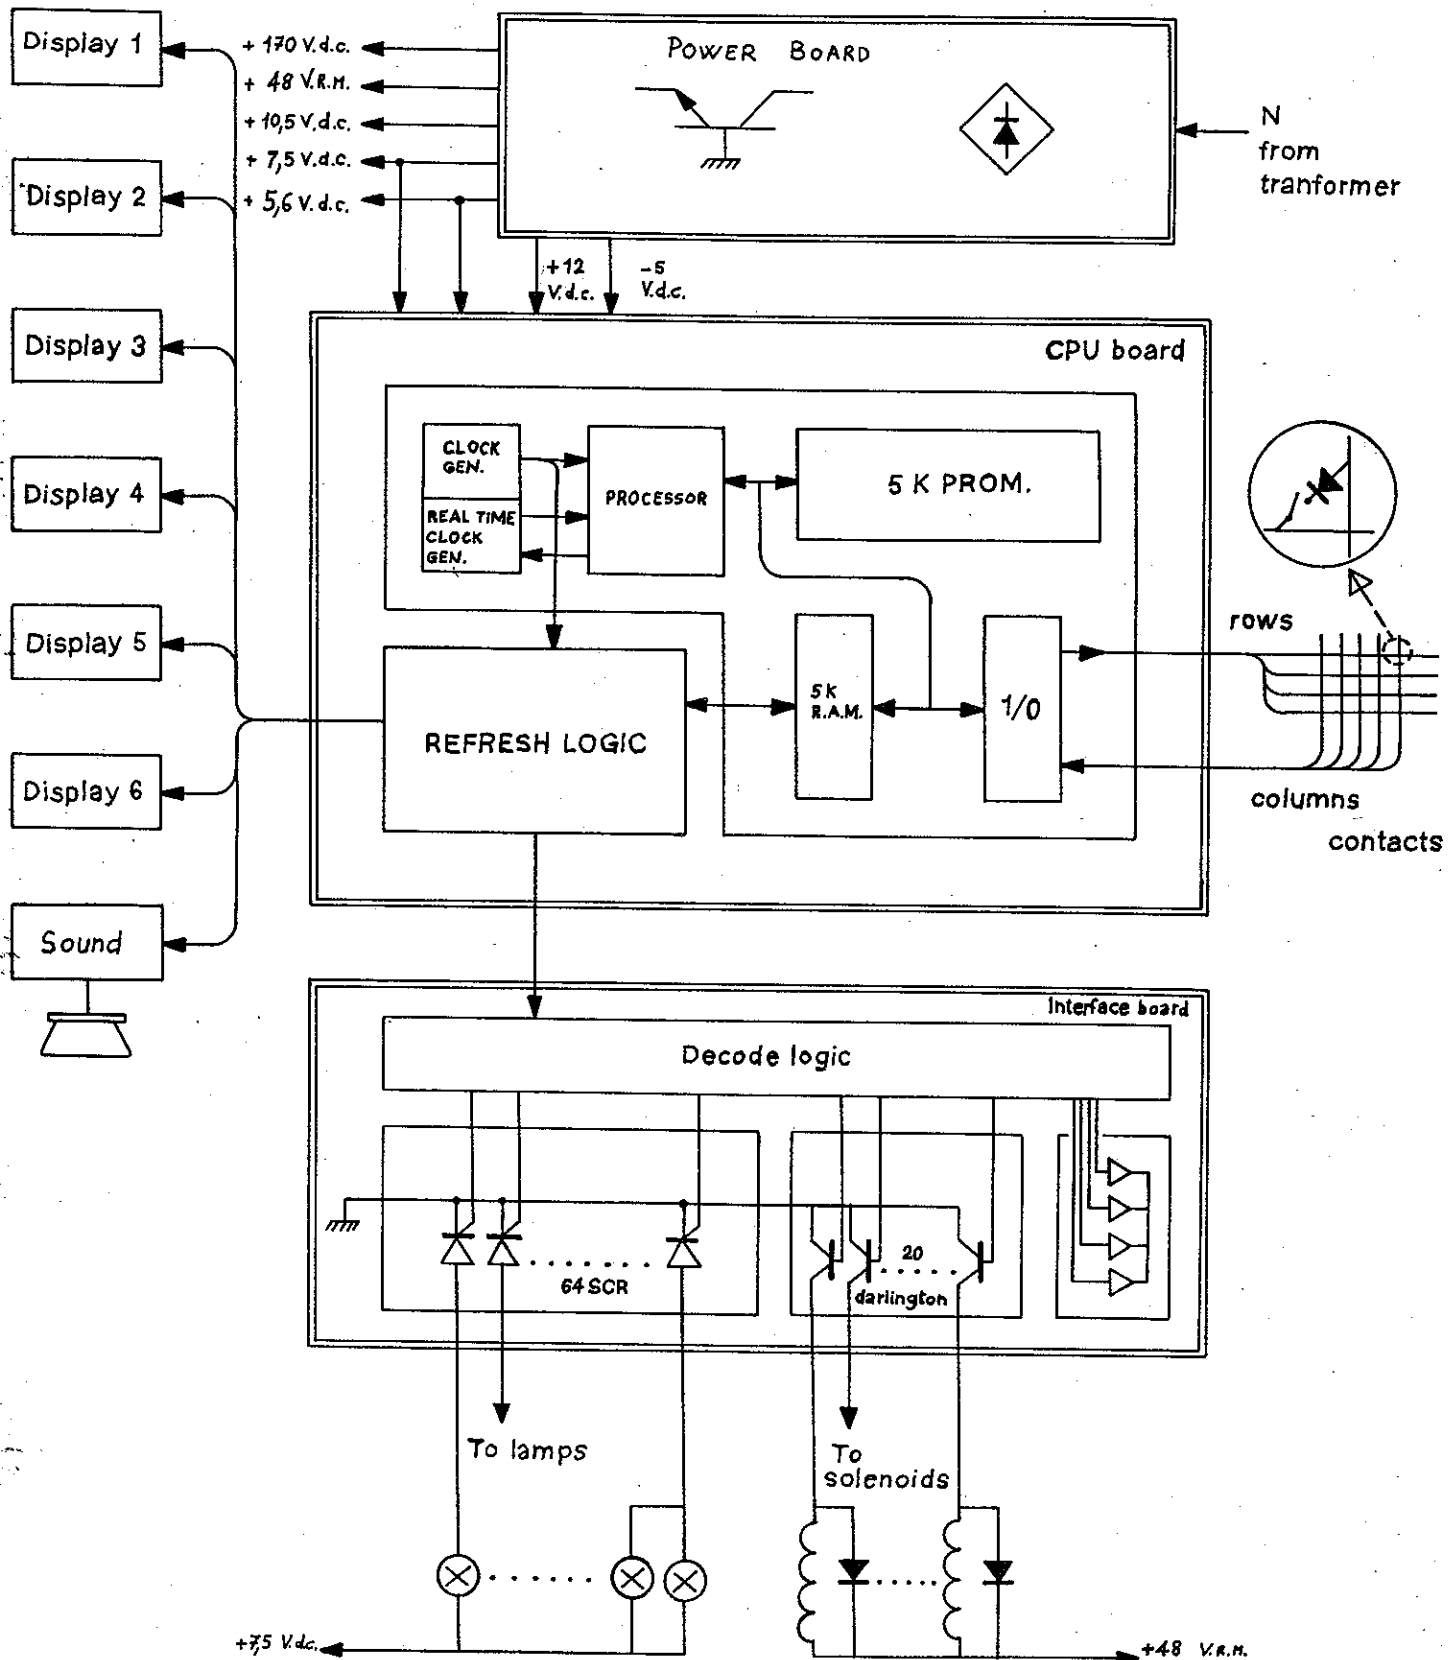 Display 1
Display 2
Display 3
Display 4
Display 5
Display 6
Sound
+ 170 V.d.c.
+ 48 V.R.M.
+ 10,5 V.d.c.
+ 7,5 V.d.c.
+ 5,6 V.d.c.
POWER BOARD
N
from
tranformer
+12
V.d.c.
-5
V.d.c.
CPU board
CLOCK
GEN.
REAL TIME
CLOCK
GEN.
PROCESSOR
5 K PROM.
REFRESH LOGIC
5K
R.A.M.
1/0
rows
columns
contacts
Interface board
Decode logic
64 SCR
20
darlington
To lamps
To
solenoids
+7,5 V.d.c.
+48 V.R.M.